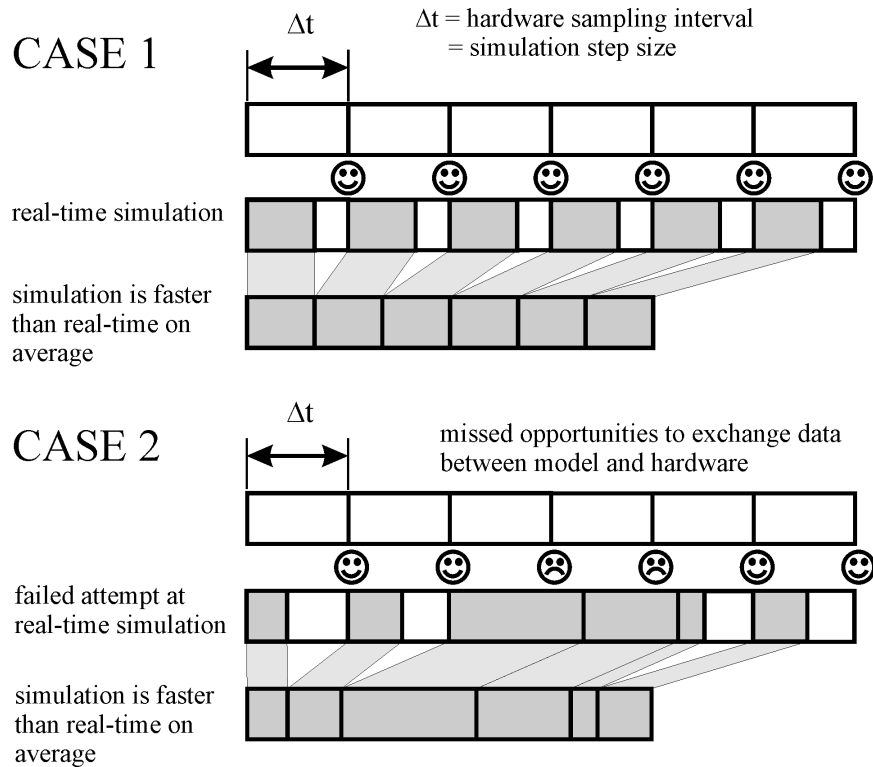 CASE 1
Δt
Δt = hardware sampling interval
= simulation step size
real-time simulation
simulation is faster
than real-time on
average
CASE 2
Δt
missed opportunities to exchange data
between model and hardware
failed attempt at
real-time simulation
simulation is faster
than real-time on
average